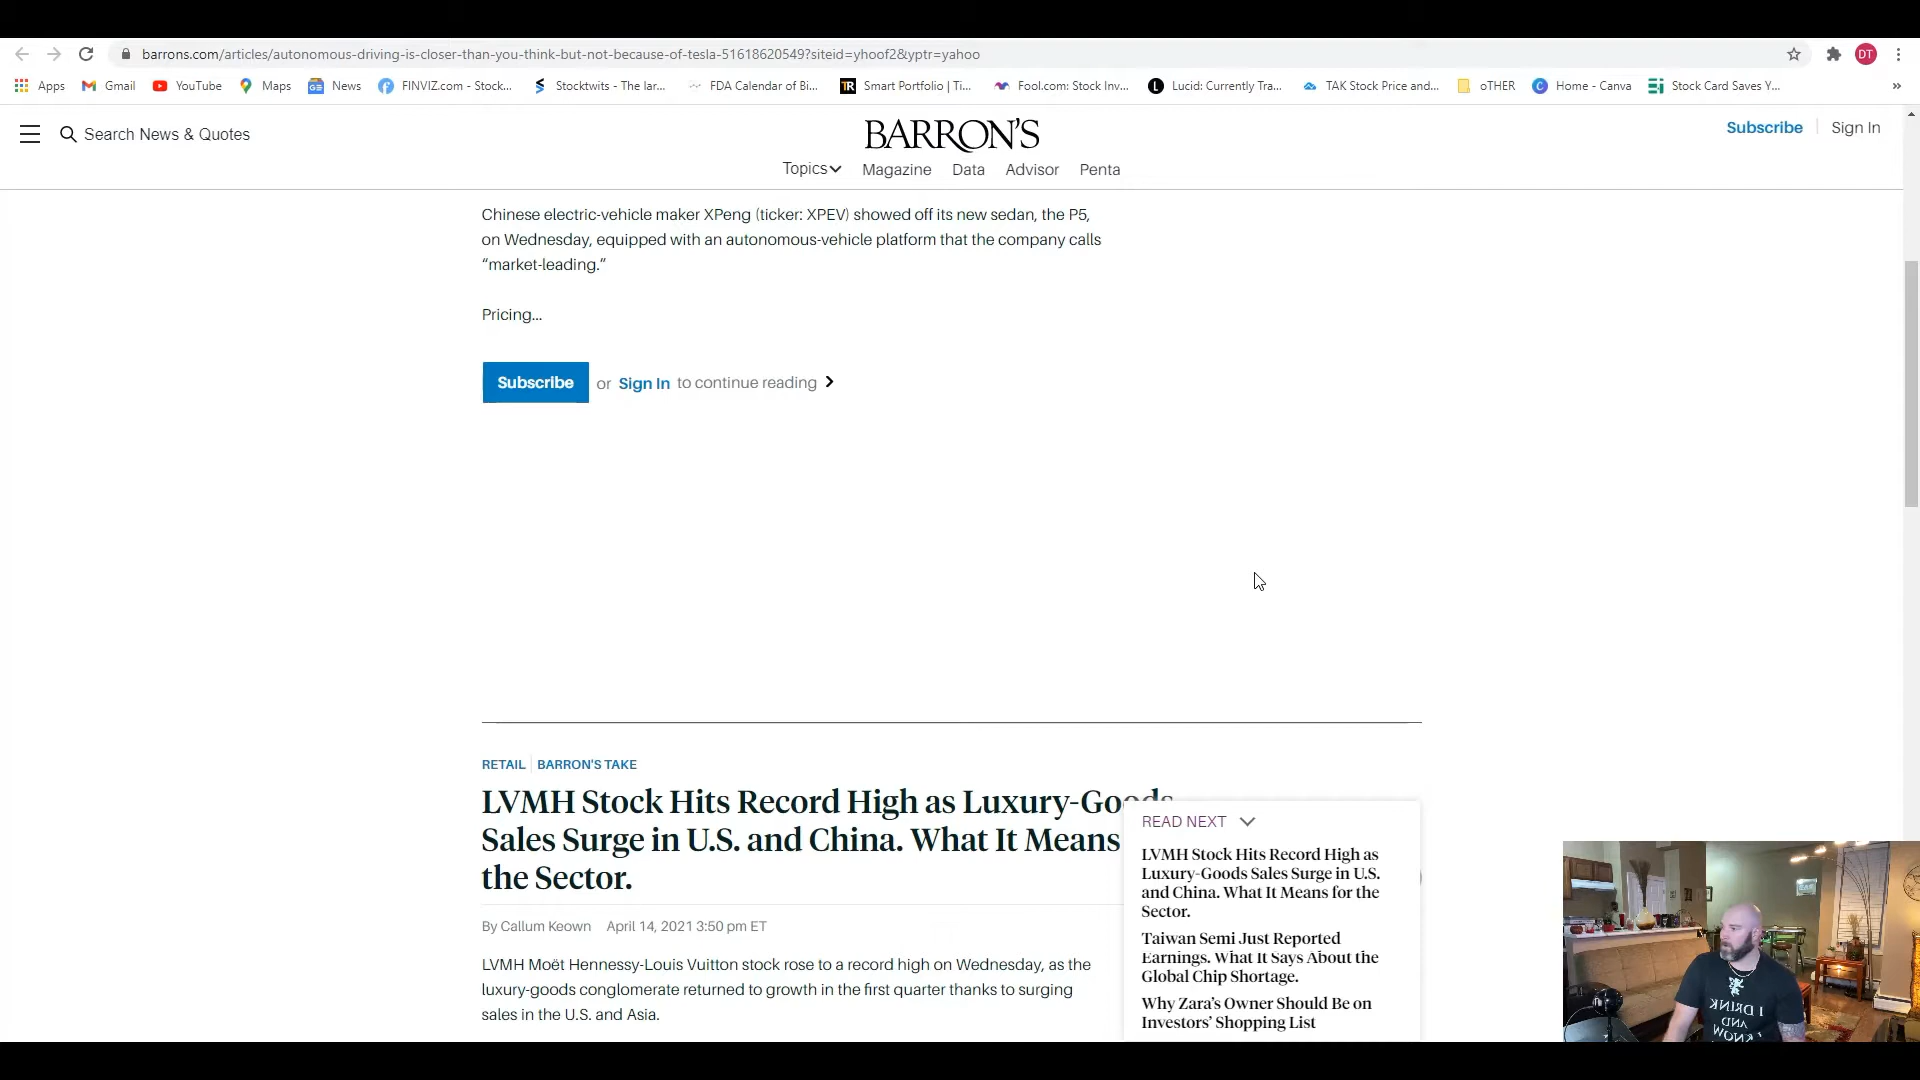 barrons.com/articles/autonomous-driving-is-closer-than-you-think-but-not-because-of-tesla-51618620549?siteid=yhoof2&yptr=yahoo
DT
Apps Gmail YouTube Maps News FINVIZ.com - Stock... Stocktwits - The lar... FDA Calendar of Bi... TR Smart Portfolio | Ti... Fool.com: Stock Inv... L Lucid: Currently Tra... TAK Stock Price and... oTHER C Home - Canva Stock Card Saves Y... »
Search News & Quotes
BARRON'S
Subscribe Sign In
Topics Magazine Data Advisor Penta
Chinese electric-vehicle maker XPeng (ticker: XPEV) showed off its new sedan, the P5,
on Wednesday, equipped with an autonomous-vehicle platform that the company calls
“market-leading.”
Pricing...
Subscribe or Sign In to continue reading
RETAIL BARRON'S TAKE
LVMH Stock Hits Record High as Luxury-Goods
Sales Surge in U.S. and China. What It Means
the Sector.
By Callum Keown April 14, 2021 3:50 pm ET
LVMH Moët Hennessy-Louis Vuitton stock rose to a record high on Wednesday, as the
luxury-goods conglomerate returned to growth in the first quarter thanks to surging
sales in the U.S. and Asia.
READ NEXT
LVMH Stock Hits Record High as
Luxury-Goods Sales Surge in U.S.
and China. What It Means for the
Sector.
Taiwan Semi Just Reported
Earnings. What It Says About the
Global Chip Shortage.
Why Zara’s Owner Should Be on
Investors’ Shopping List
I DRINK
AND
I KNOW